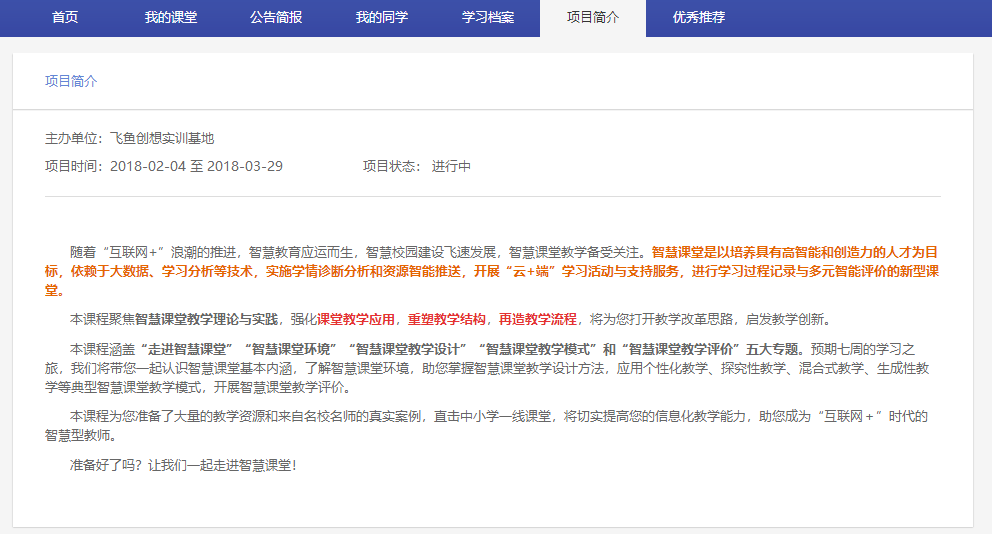 首页 我的课堂 公告简报 我的同学 学习档案 项目简介 优秀推荐
项目简介
主办单位：飞鱼创想实训基地
项目时间：2018-02-04 至 2018-03-29 项目状态： 进行中
随着“互联网+”浪潮的推进，智慧教育应运而生，智慧校园建设飞速发展，智慧课堂教学备受关注。智慧课堂是以培养具有高智能和创造力的人才为目
标，依赖于大数据、学习分析等技术，实施学情诊断分析和资源智能推送，开展“云+端”学习活动与支持服务，进行学习过程记录与多元智能评价的新型课
堂。
本课程聚焦智慧课堂教学理论与实践，强化课堂教学应用，重塑教学结构，再造教学流程，将为您打开教学改革思路，启发教学创新。
本课程涵盖“走进智慧课堂”“智慧课堂环境”“智慧课堂教学设计”“智慧课堂教学模式”和“智慧课堂教学评价”五大专题。预期七周的学习之
旅，我们将带您一起认识智慧课堂基本内涵，了解智慧课堂环境，助您掌握智慧课堂教学设计方法，应用个性化教学、探究性教学、混合式教学、生成性教
学等典型智慧课堂教学模式，开展智慧课堂教学评价。
本课程为您准备了大量的教学资源和来自名校名师的真实案例，直击中小学一线课堂，将切实提高您的信息化教学能力，助您成为“互联网＋”时代的
智慧型教师。
准备好了吗？让我们一起走进智慧课堂！